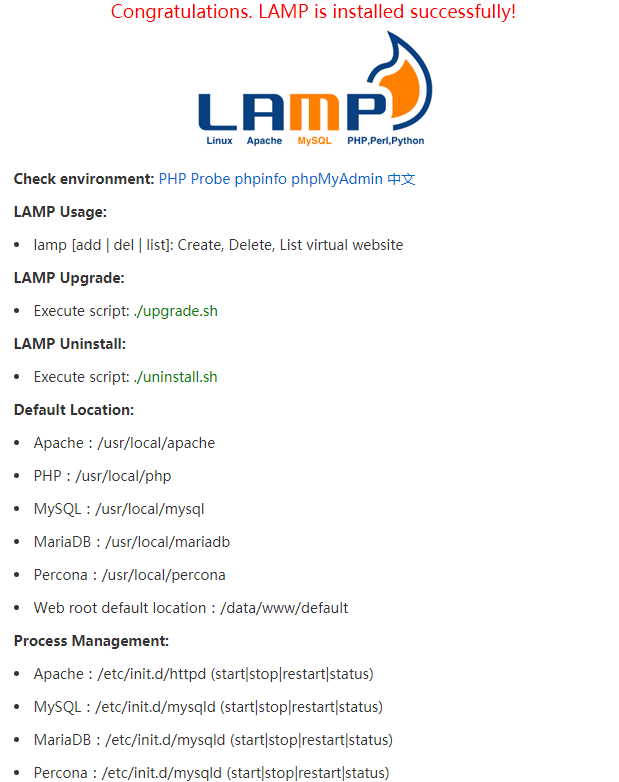 Congratulations. LAMP is installed successfully!
LAMP
Linux Apache MySQL PHP,Perl,Python
Check environment: PHP Probe phpinfo phpMyAdmin 中文
LAMP Usage:
• lamp [add | del | list]: Create, Delete, List virtual website
LAMP Upgrade:
• Execute script: ./upgrade.sh
LAMP Uninstall:
• Execute script: ./uninstall.sh
Default Location:
• Apache : /usr/local/apache
• PHP : /usr/local/php
• MySQL : /usr/local/mysql
• MariaDB : /usr/local/mariadb
• Percona : /usr/local/percona
• Web root default location : /data/www/default
Process Management:
• Apache : /etc/init.d/httpd (start|stop|restart|status)
• MySQL : /etc/init.d/mysqld (start|stop|restart|status)
• MariaDB : /etc/init.d/mysqld (start|stop|restart|status)
• Percona : /etc/init.d/mysqld (start|stop|restart|status)